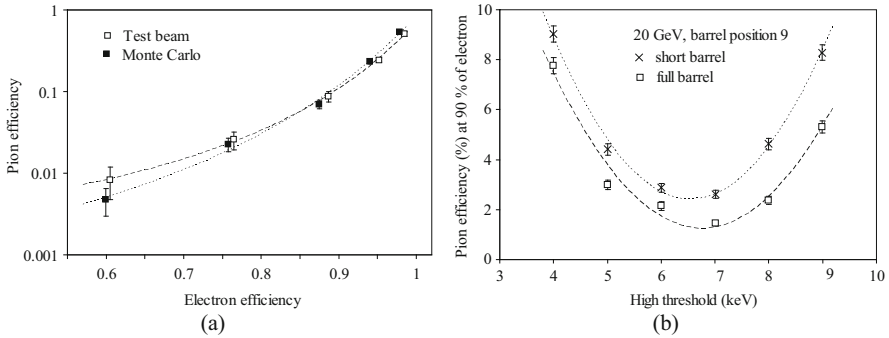 Pion efficiency
1
0.1
0.01
0.001
Test beam
Monte Carlo
0.6
0.7
0.8
0.9
1
Electron efficiency
(a)
Pion efficiency (%) at 90 % of electron
10
8
6
4
2
0
20 GeV, barrel position 9
short barrel
full barrel
3
4
5
6
7
8
9
10
High threshold (keV)
(b)